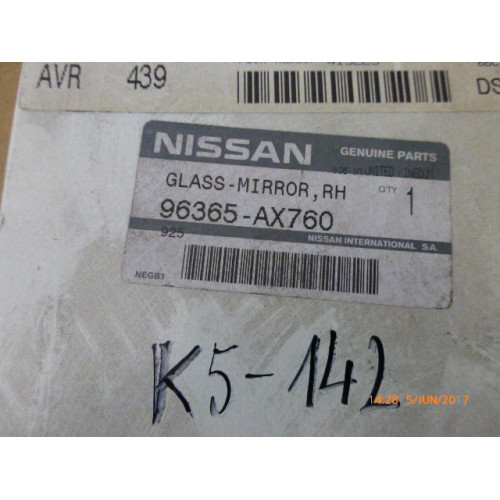 AVR 439
DS
NISSAN GENUINE PARTS
GLASS-MIRROR,RH QTY 1
96365-AX760
925 NISSAN INTERNATIONAL S.A.
NEGB1
K5-142
14:28 5/JUN/2017